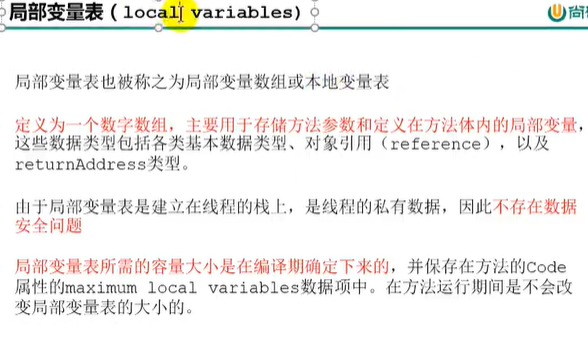 局部变量表（local variables）
尚
局部变量表也被称之为局部变量数组或本地变量表
定义为一个数字数组，主要用于存储方法参数和定义在方法体内的局部变量，
这些数据类型包括各类基本数据类型、对象引用（reference），以及
returnAddress类型。
由于局部变量表是建立在线程的栈上，是线程的私有数据，因此不存在数据
安全问题
局部变量表所需的容量大小是在编译期确定下来的，并保存在方法的Code
属性的maximum local variables数据项中。在方法运行期间是不会改
变局部变量表的大小的。